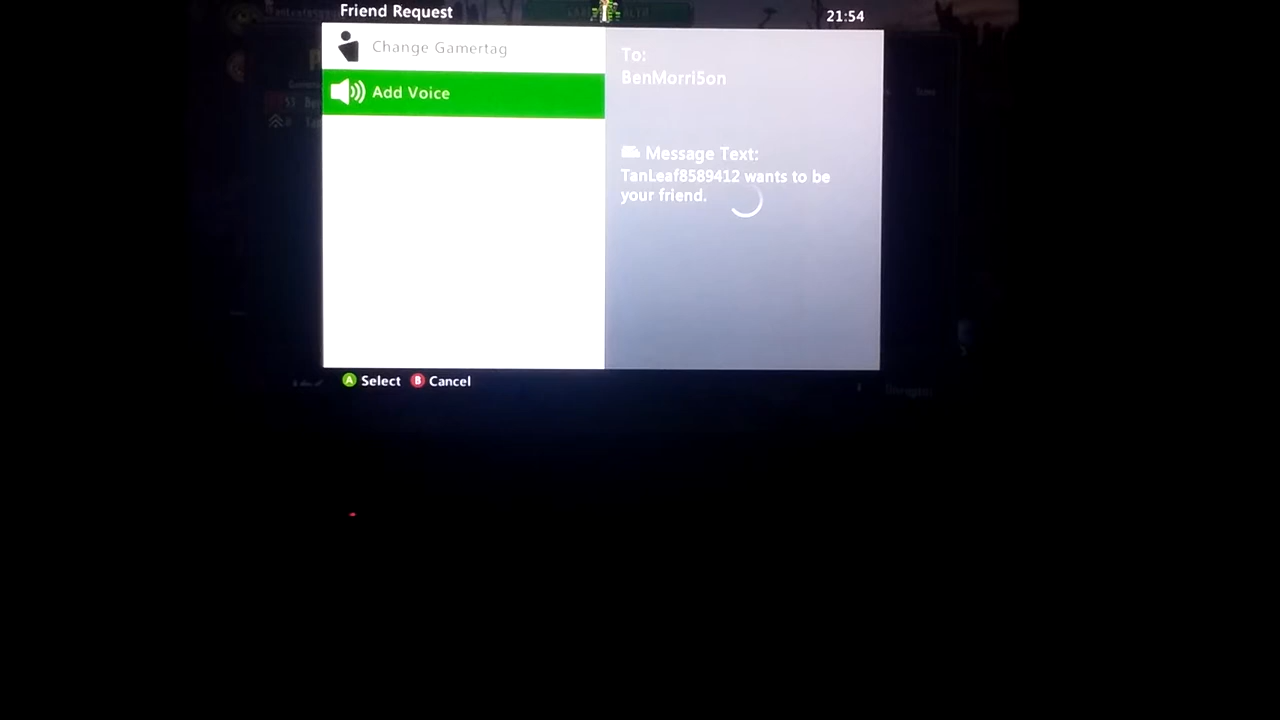 Friend Request
21:54
Change Gamertag
Add Voice
To:
BenMorri5on
Message Text:
TanLeaf8589412 wants to be
your friend.
A Select B Cancel